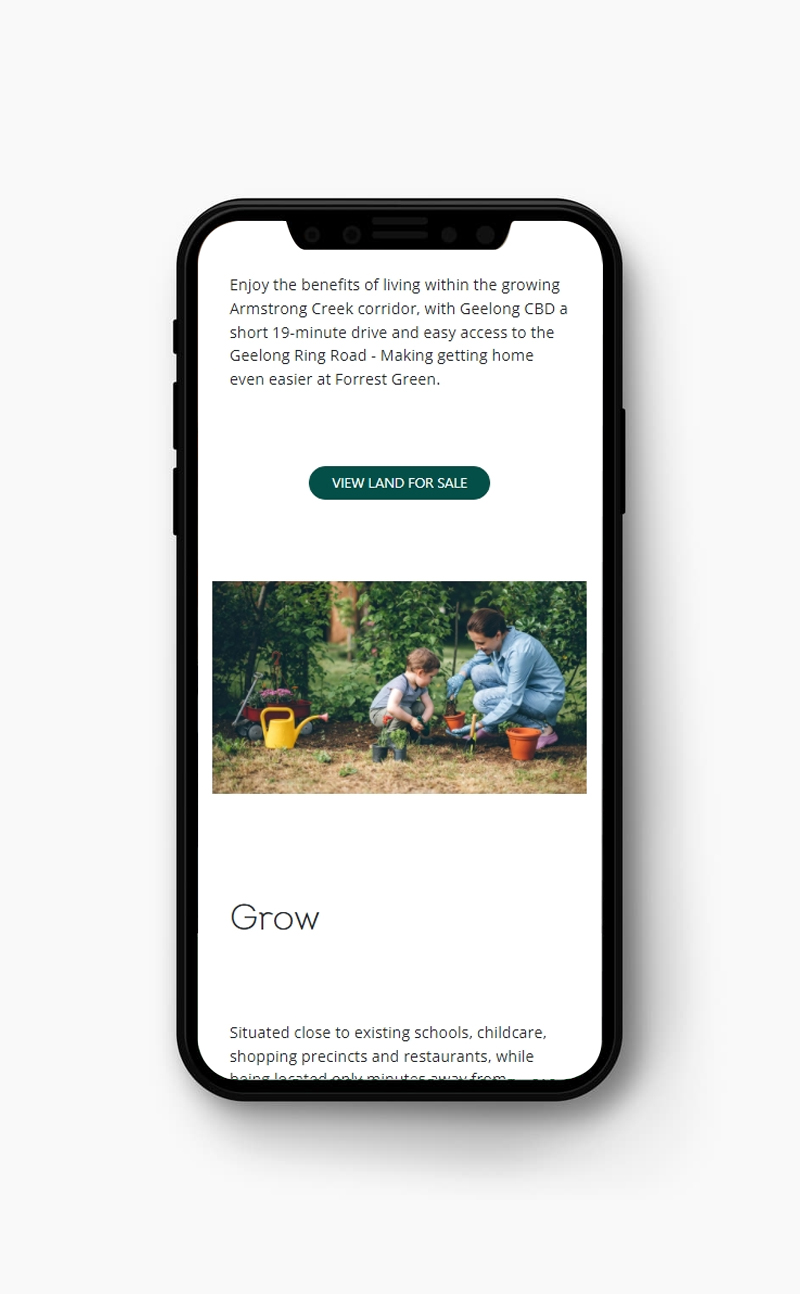 Enjoy the benefits of living within the growing
Armstrong Creek corridor, with Geelong CBD a
short 19-minute drive and easy access to the
Geelong Ring Road - Making getting home
even easier at Forrest Green.
VIEW LAND FOR SALE
Grow
Situated close to existing schools, childcare,
shopping precincts and restaurants, while
being located only minutes away from